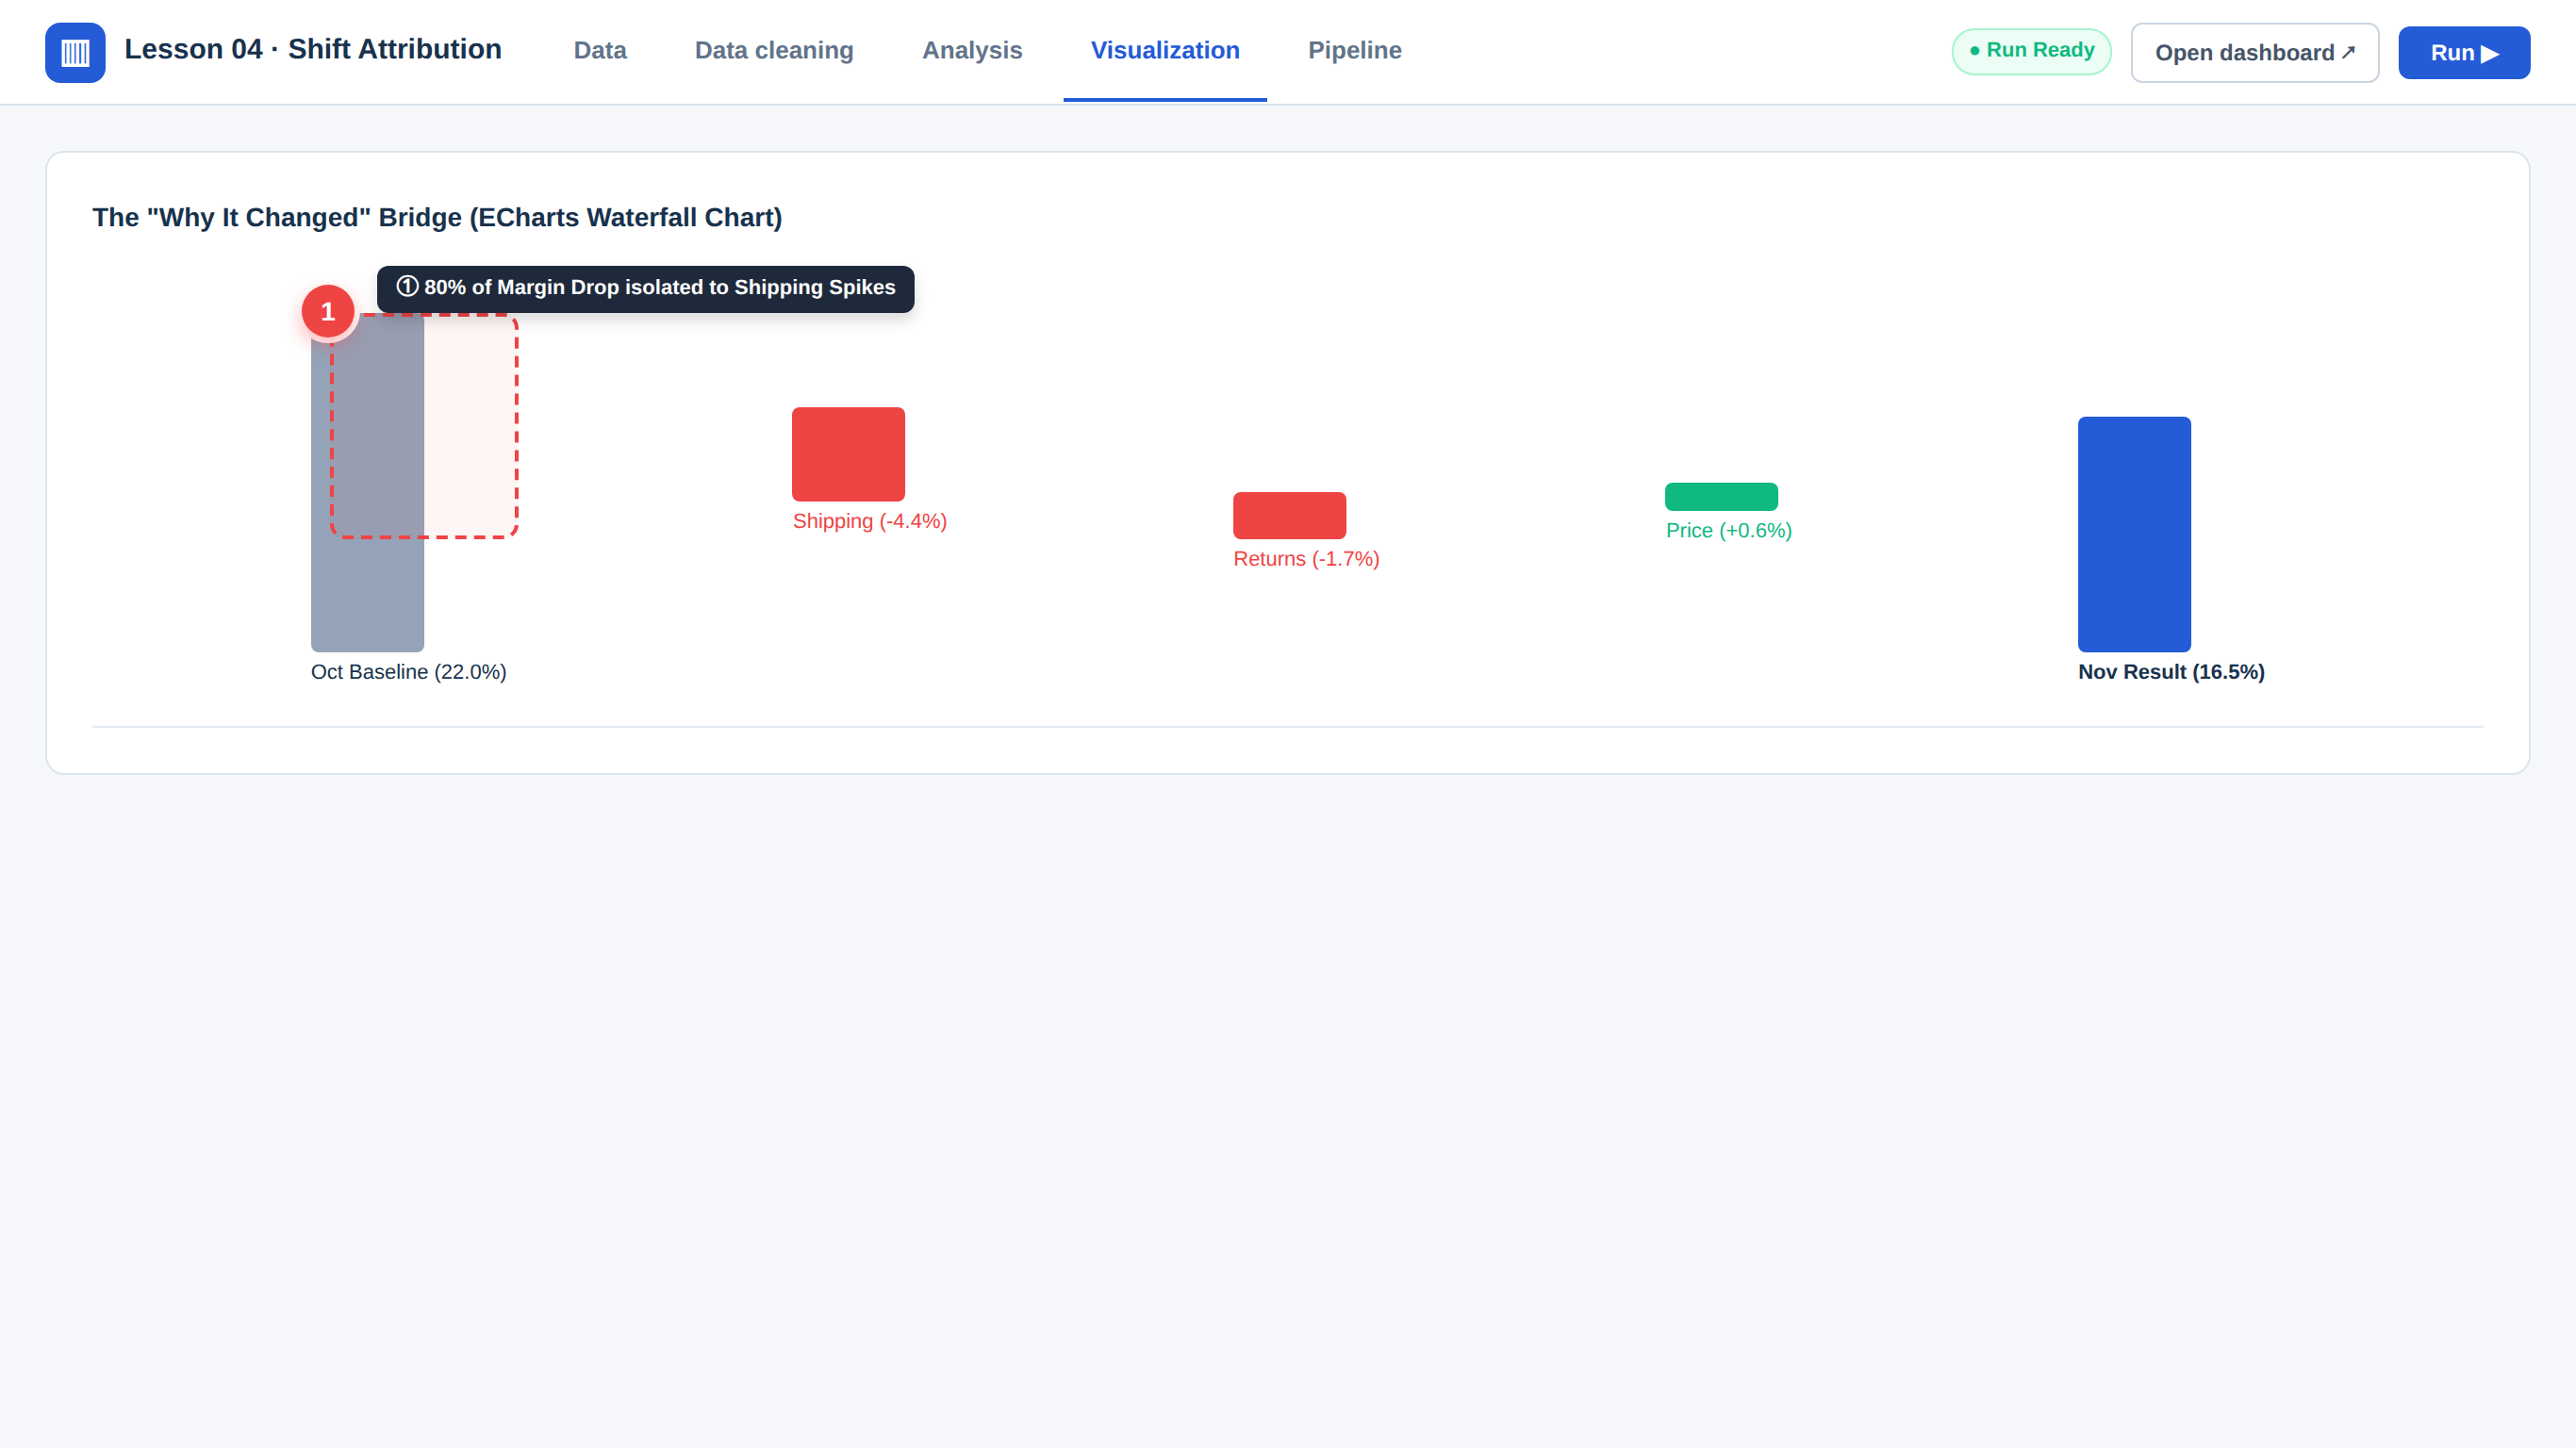 Lesson 04 · Shift Attribution
Data
Data cleaning
Analysis
Visualization
Pipeline
● Run Ready
Open dashboard ↗
Run ▶
The "Why It Changed" Bridge (ECharts Waterfall Chart)
① 80% of Margin Drop isolated to Shipping Spikes
1
Shipping (-4.4%)
Price (+0.6%)
Returns (-1.7%)
Oct Baseline (22.0%)
Nov Result (16.5%)